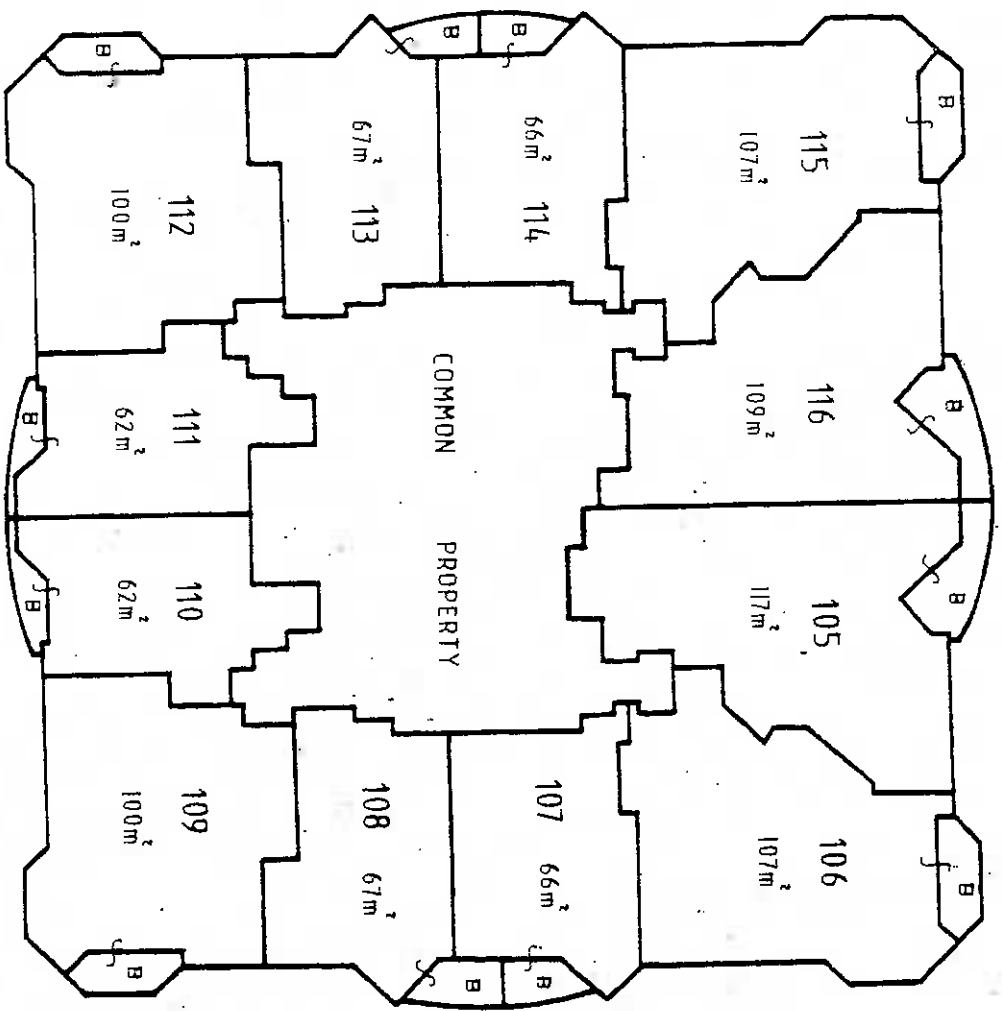 B
B
B
B
115
107m²
66m²
114
67m²
113
112
100m²
116
109m²
B
COMMON PROPERTY
111
62m²
B
105
117m²
B
110
62m²
B
106
107m²
B
107
66m²
108
67m²
109
100m²
B
B
B